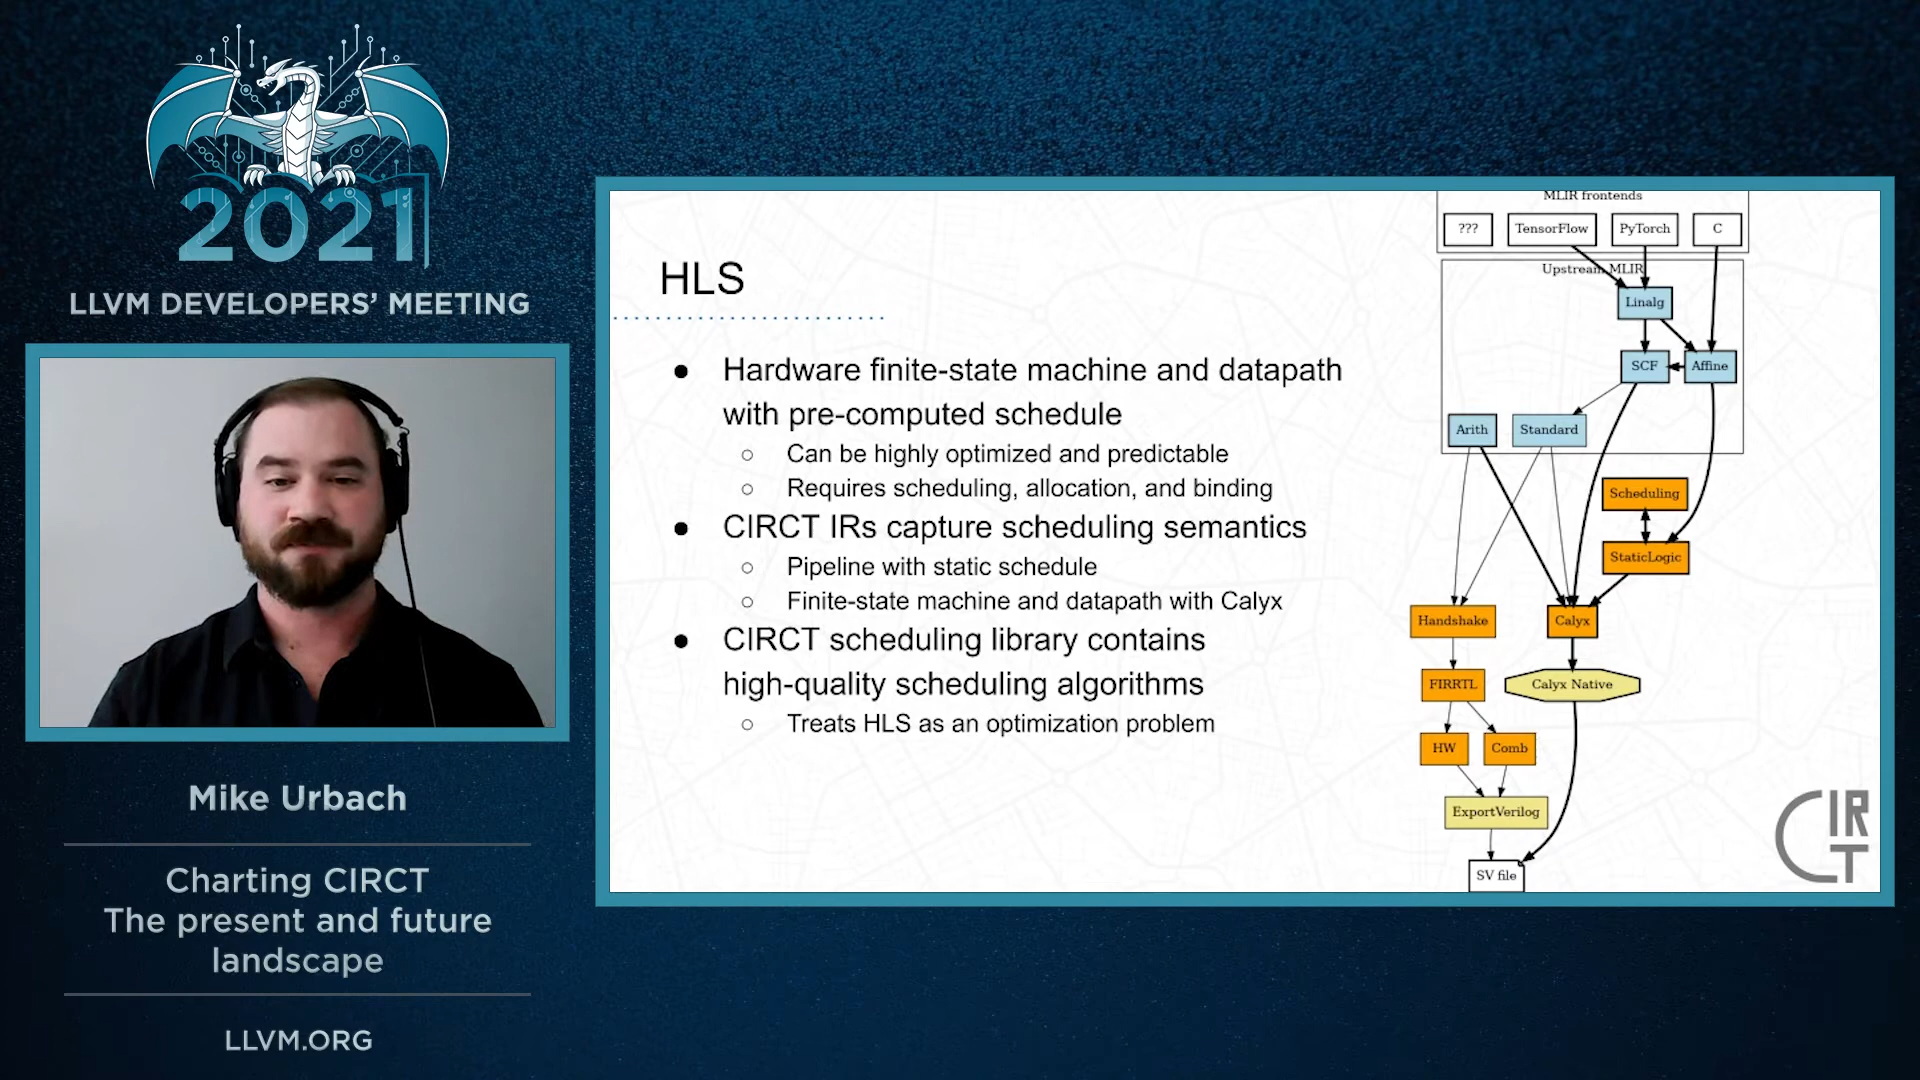 2021
LLVM DEVELOPERS’ MEETING
Mike Urbach
Charting CIRCT
The present and future
landscape
LLVM.ORG
HLS
● Hardware finite-state machine and datapath
with pre-computed schedule
○ Can be highly optimized and predictable
○ Requires scheduling, allocation, and binding
● CIRCT IRs capture scheduling semantics
○ Pipeline with static schedule
○ Finite-state machine and datapath with Calyx
● CIRCT scheduling library contains
high-quality scheduling algorithms
○ Treats HLS as an optimization problem
MLIR frontends
??? TensorFlow PyTorch C
Upstream MLIR
Linalg
SCF Affine
Arith Standard
Scheduling
StaticLogic
Handshake Calyx
FIRRTL Calyx Native
HW Comb
ExportVerilog
SV file
CIR
T